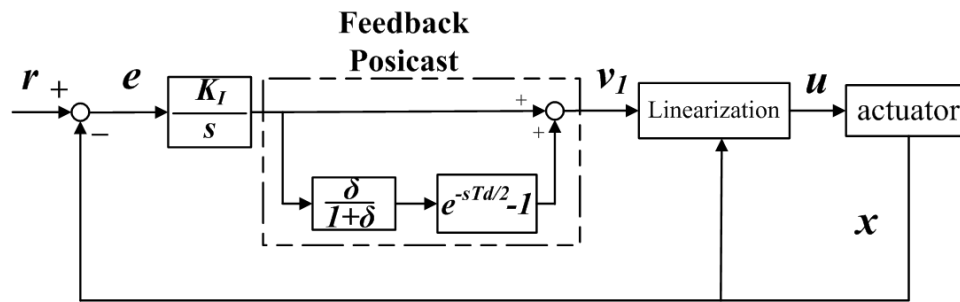 Feedback
Posicast
r + e K_I v_1 u
s
+ Linearization actuator
−
+
δ e^{-sTd/2}-1
1+δ
x